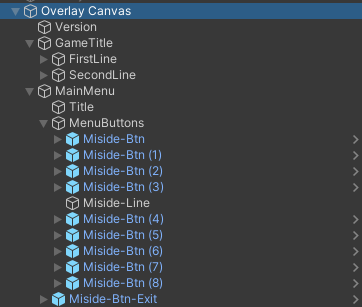 Overlay Canvas
Version
GameTitle
FirstLine
SecondLine
MainMenu
Title
MenuButtons
Miside-Btn
Miside-Btn (1)
Miside-Btn (2)
Miside-Btn (3)
Miside-Line
Miside-Btn (4)
Miside-Btn (5)
Miside-Btn (6)
Miside-Btn (7)
Miside-Btn (8)
Miside-Btn-Exit